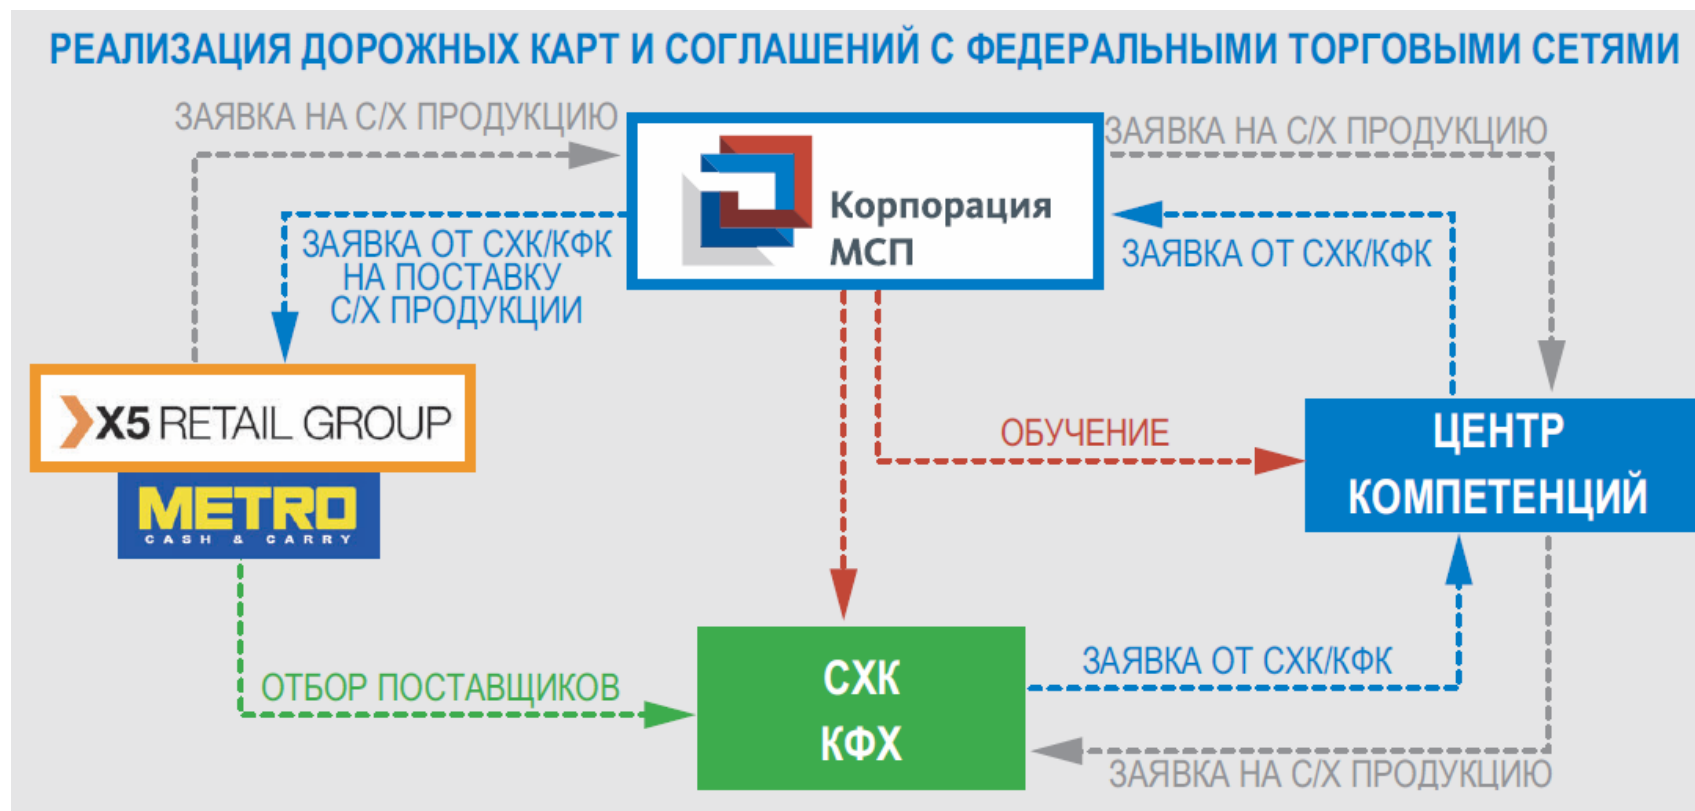 РЕАЛИЗАЦИЯ ДОРОЖНЫХ КАРТ И СОГЛАШЕНИЙ С ФЕДЕРАЛЬНЫМИ ТОРГОВЫМИ СЕТЯМИ
ЗАЯВКА НА С/Х ПРОДУКЦИЮ
ЗАЯВКА НА С/Х ПРОДУКЦИЮ
Корпорация
МСП
ЗАЯВКА ОТ СХК/КФК
НА ПОСТАВКУ
С/Х ПРОДУКЦИИ
ЗАЯВКА ОТ СХК/КФК
X5 RETAIL GROUP
METRO
CASH & CARRY
ОБУЧЕНИЕ
ЦЕНТР
КОМПЕТЕНЦИЙ
ОТБОР ПОСТАВЩИКОВ
СХК
КФХ
ЗАЯВКА ОТ СХК/КФК
ЗАЯВКА НА С/Х ПРОДУКЦИЮ